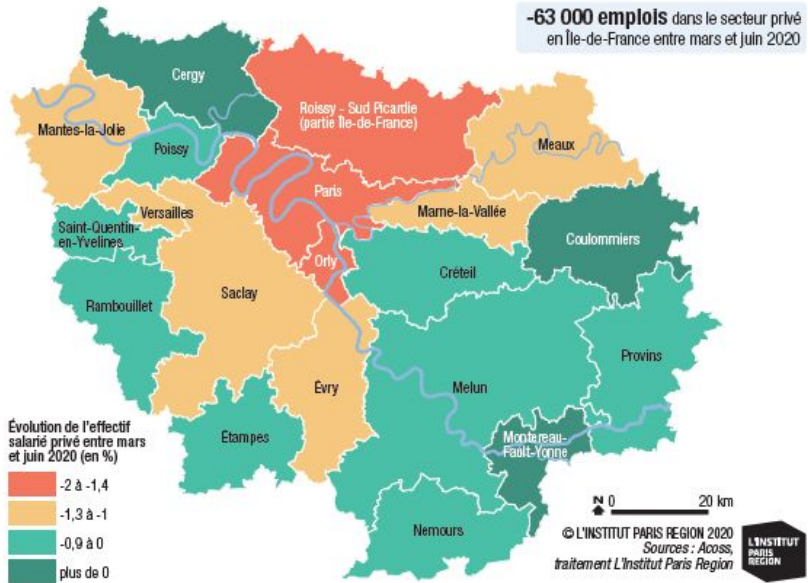 -63 000 emplois dans le secteur privé
en Île-de-France entre mars et juin 2020
Cergy
Roissy - Sud Picardie
(partie Île-de-France)
Mantes-la-Jolie
Poissy
Meaux
Paris
Versailles
Marne-la-Vallée
Saint-Quentin-
en-Yvelines
Coulommiers
Orly
Créteil
Saclay
Rambouillet
Provins
Évry
Melun
Étampes
Montereau-
Fault-Yonne
Nemours
Évolution de l'effectif
salarié privé entre mars
et juin 2020 (en %)
-2 à -1,4
-1,3 à -1
-0,9 à 0
plus de 0
N 0 20 km
© L'INSTITUT PARIS REGION 2020
Sources : Acoss,
traitement L'Institut Paris Region
L'INSTITUT
PARIS
REGION